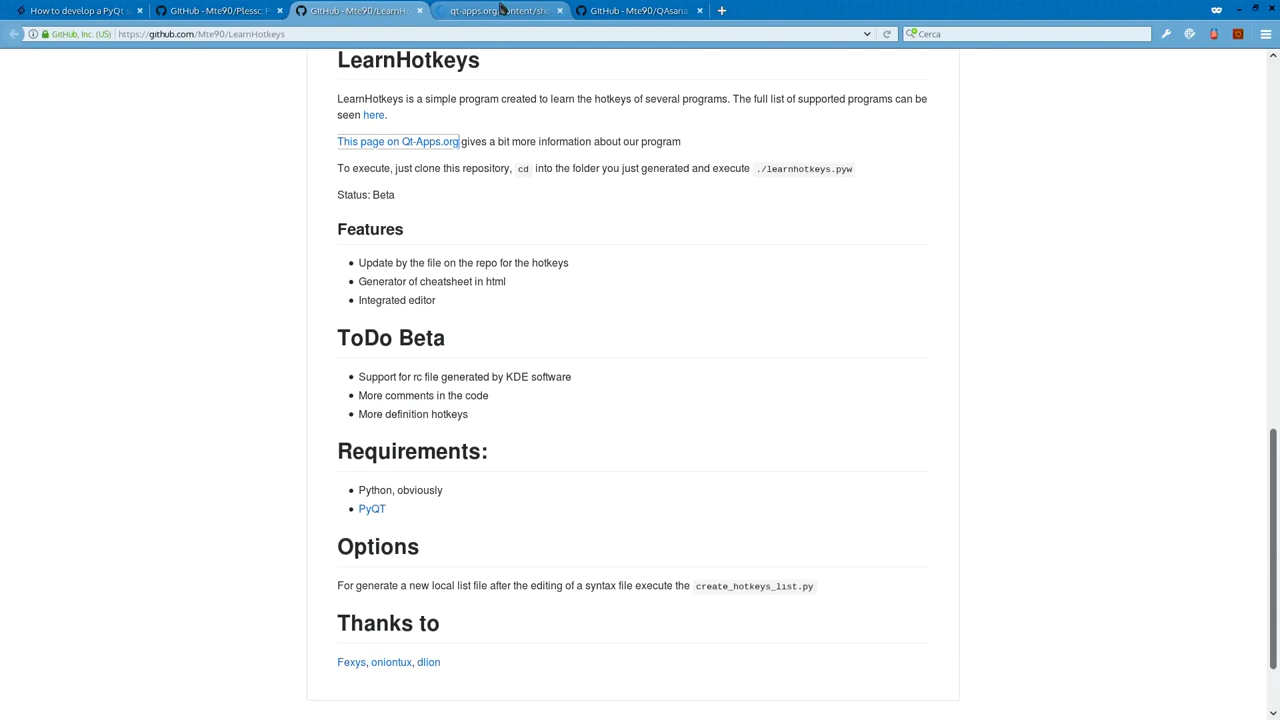 How to develop a PyQt s
GitHub - Mte90/Plessc: P
GitHub - Mte90/LearnHo
qt-apps.org content/sho
GitHub - Mte90/QAsana
GitHub, Inc. (US)
https://github.com/Mte90/LearnHotkeys
Cerca
LearnHotkeys
LearnHotkeys is a simple program created to learn the hotkeys of several programs. The full list of supported programs can be
seen here.
This page on Qt-Apps.org gives a bit more information about our program
To execute, just clone this repository, cd into the folder you just generated and execute ./learnhotkeys.pyw
Status: Beta
Features
Update by the file on the repo for the hotkeys
Generator of cheatsheet in html
Integrated editor
ToDo Beta
Support for rc file generated by KDE software
More comments in the code
More definition hotkeys
Requirements:
Python, obviously
PyQT
Options
For generate a new local list file after the editing of a syntax file execute the create_hotkeys_list.py
Thanks to
Fexys, oniontux, dlion